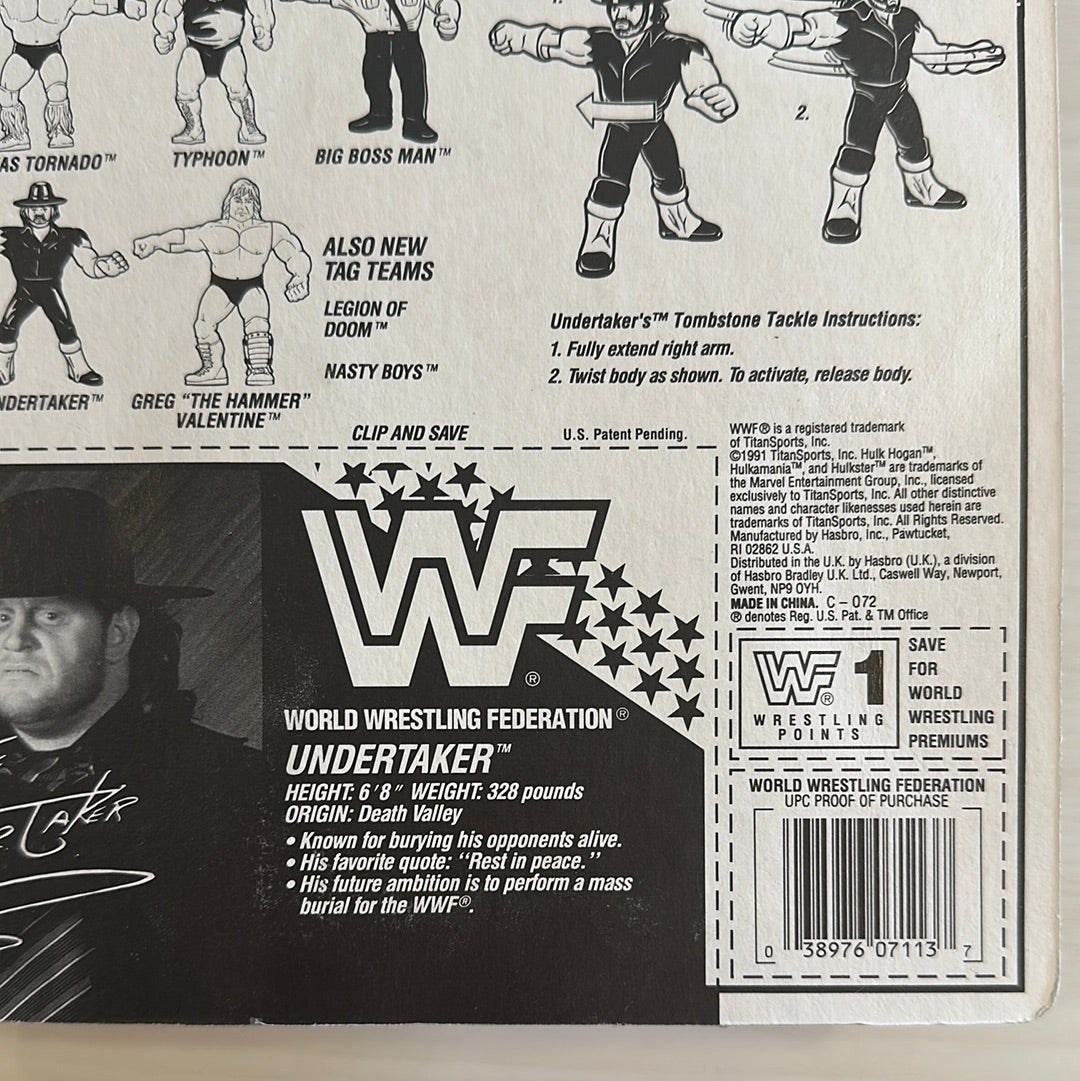 AS TORNADO™
TYPHOON™
BIG BOSS MAN™
2.
NDERTAKER™
GREG “THE HAMMER”
VALENTINE™
ALSO NEW
TAG TEAMS
LEGION OF
DOOM™
NASTY BOYS™
Undertaker's™ Tombstone Tackle Instructions:
1. Fully extend right arm.
2. Twist body as shown. To activate, release body.
CLIP AND SAVE
U.S. Patent Pending.
WWF® is a registered trademark
of TitanSports, Inc.
©1991 TitanSports, Inc. Hulk Hogan™,
Hulkamania™, and Hulkster™ are trademarks of
the Marvel Entertainment Group, Inc., licensed
exclusively to TitanSports, Inc. All other distinctive
names and character likenesses used herein are
trademarks of TitanSports, Inc. All Rights Reserved.
Manufactured by Hasbro, Inc., Pawtucket,
RI 02862 U.S.A.
Distributed in the U.K. by Hasbro (U.K.), a division
of Hasbro Bradley U.K. Ltd., Caswell Way, Newport,
Gwent, NP9 OYH.
MADE IN CHINA. C – 072
® denotes Reg. U.S. Pat. & TM Office
WF®
WORLD WRESTLING FEDERATION®
UNDERTAKER™
HEIGHT: 6'8" WEIGHT: 328 pounds
ORIGIN: Death Valley
• Known for burying his opponents alive.
• His favorite quote: “Rest in peace.”
• His future ambition is to perform a mass
burial for the WWF®.
TAKER
WF® 1
WRESTLING
POINTS
SAVE
FOR
WORLD
WRESTLING
PREMIUMS
WORLD WRESTLING FEDERATION
UPC PROOF OF PURCHASE
0 38976 07113 7